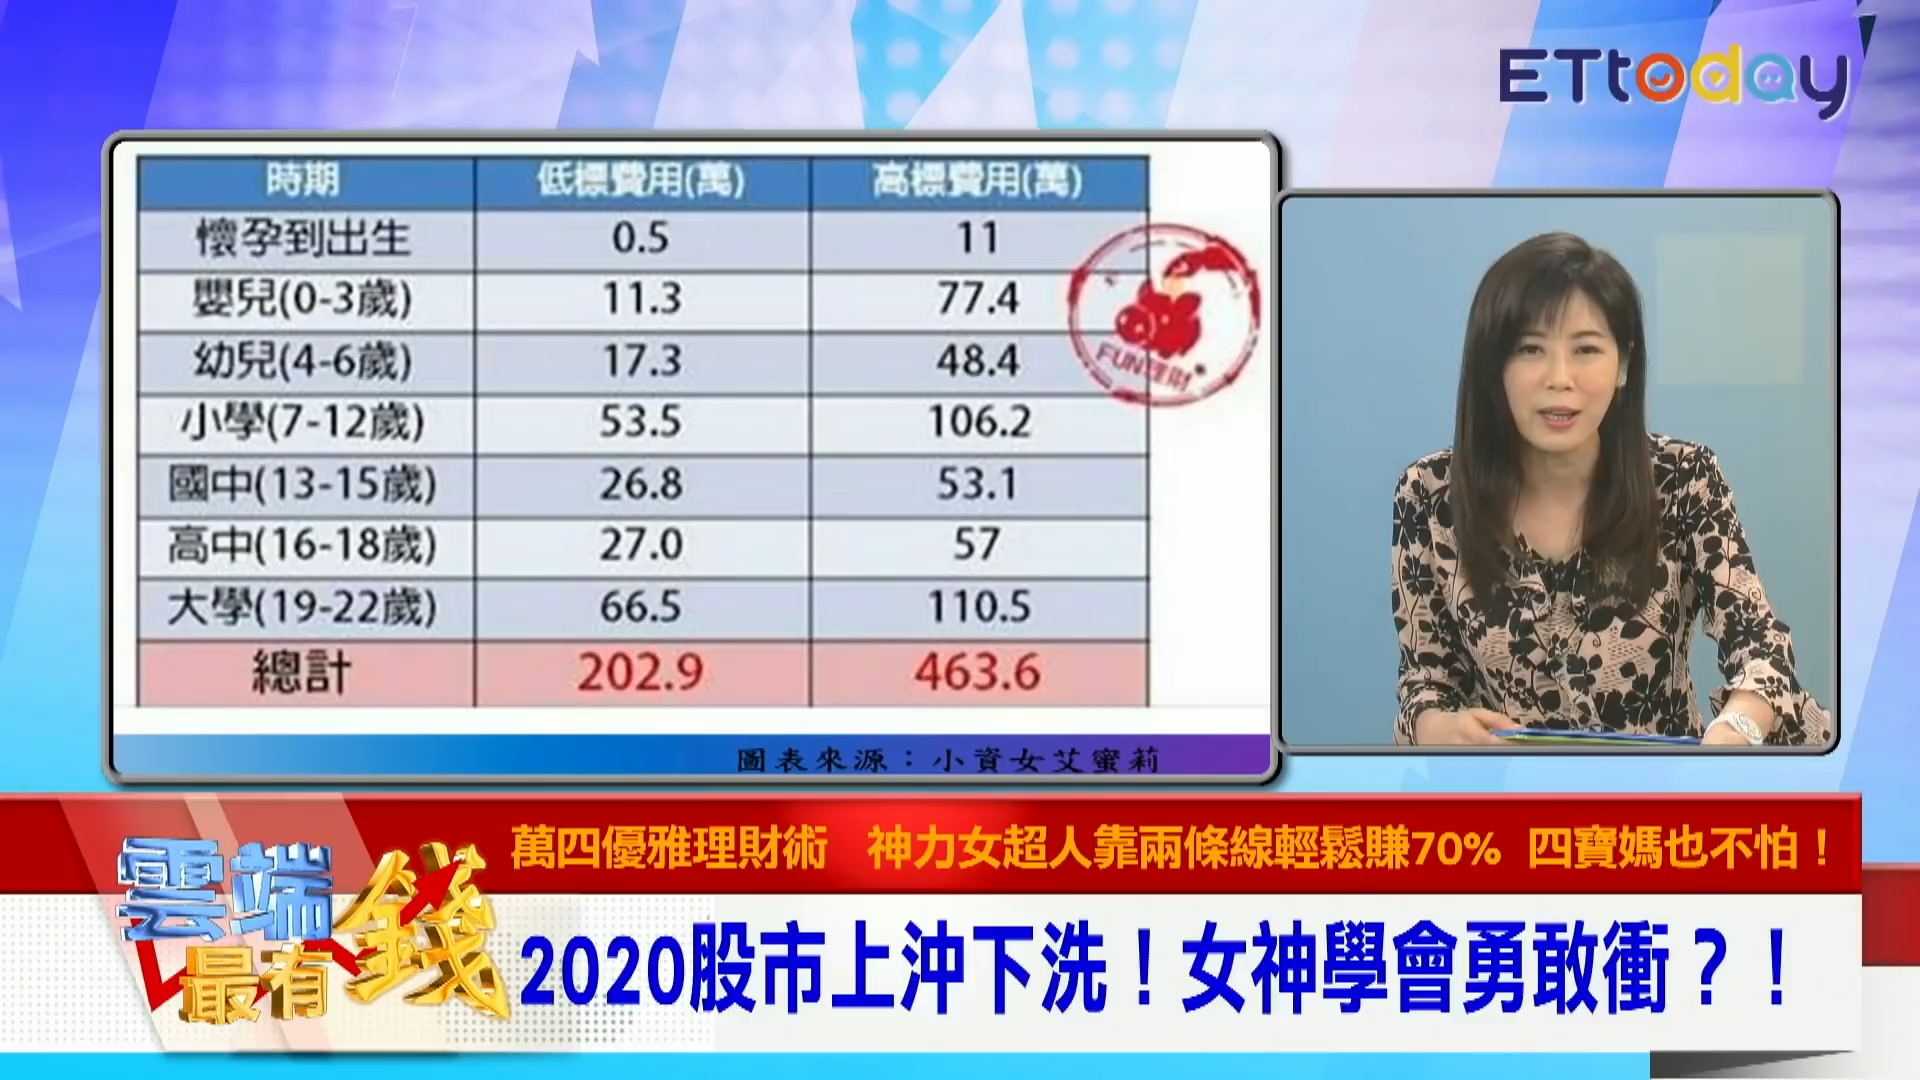 ETtoday
時期 低標費用(萬) 高標費用(萬)
懷孕到出生 0.5 11
嬰兒(0-3歲) 11.3 77.4
幼兒(4-6歲) 17.3 48.4
小學(7-12歲) 53.5 106.2
國中(13-15歲) 26.8 53.1
高中(16-18歲) 27.0 57
大學(19-22歲) 66.5 110.5
總計 202.9 463.6
FUN理財
圖表來源：小資女艾蜜莉
萬四優雅理財術 神力女超人靠兩條線輕鬆賺70% 四寶媽也不怕！
雲端最有錢
2020股市上沖下洗！女神學會勇敢衝？！